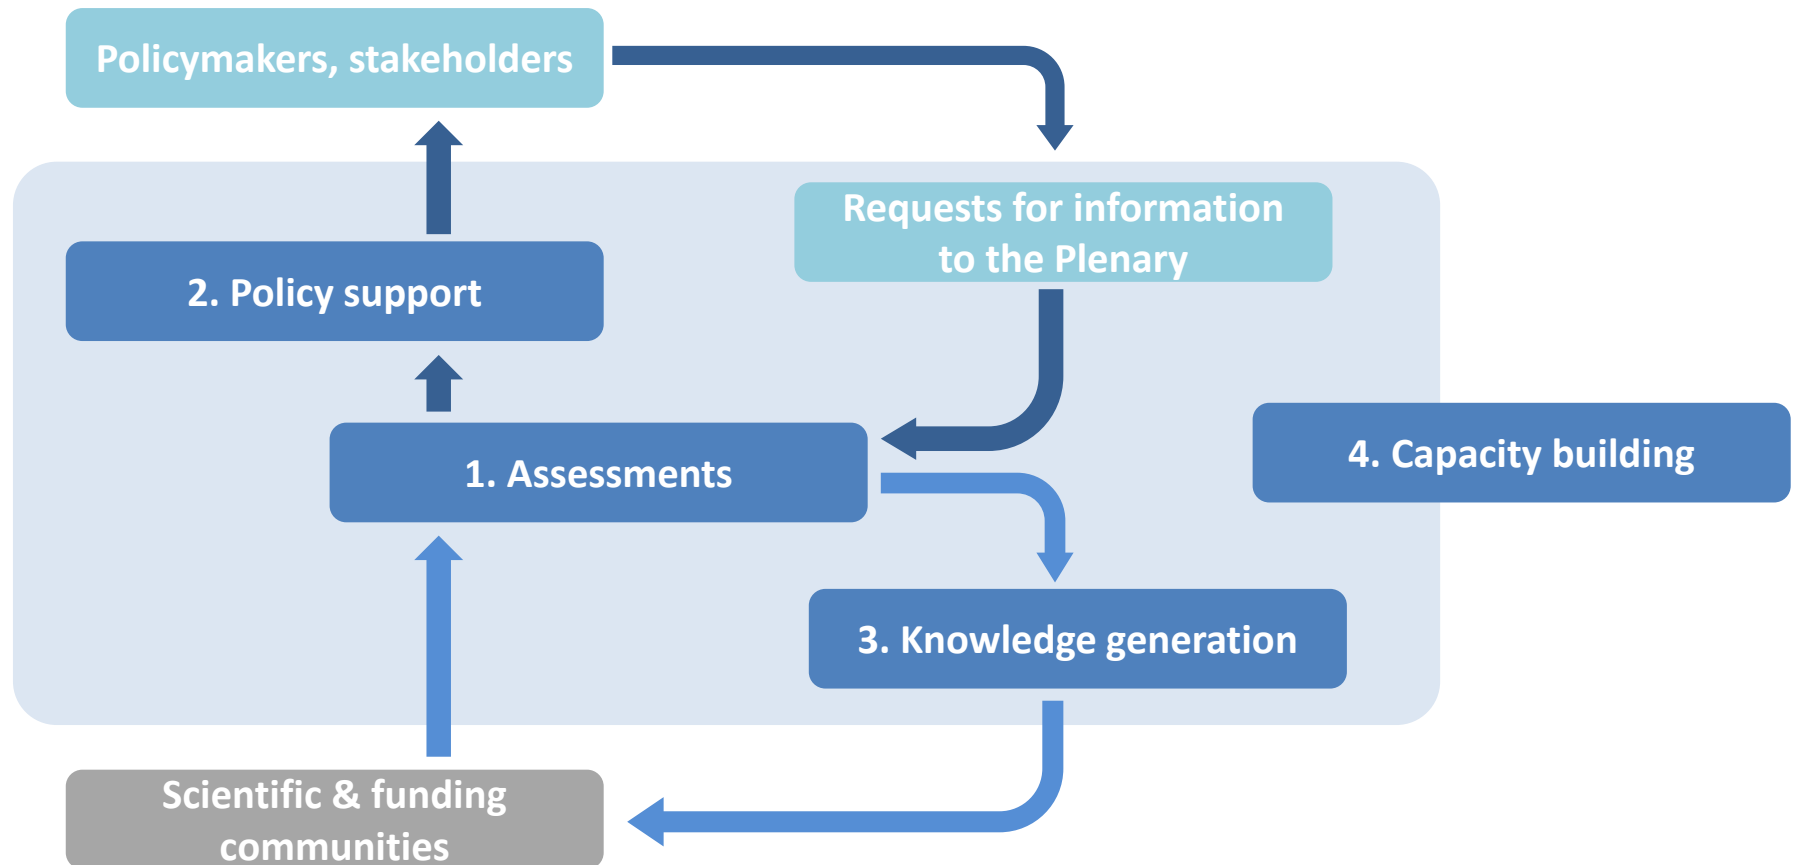 Policymakers, stakeholders
Requests for information
to the Plenary
2. Policy support
4. Capacity building
1. Assessments
3. Knowledge generation
Scientific & funding
communities